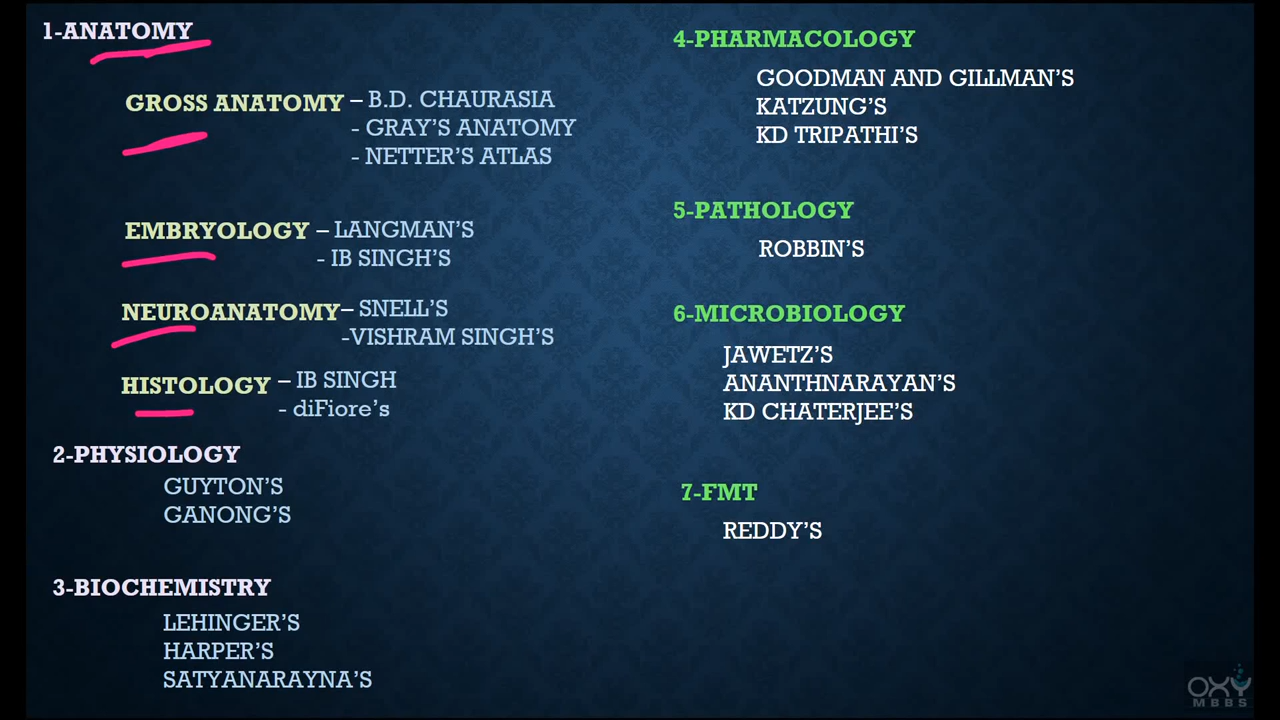 1-ANATOMY
GROSS ANATOMY – B.D. CHAURASIA
- GRAY'S ANATOMY
- NETTER'S ATLAS
EMBRYOLOGY – LANGMAN'S
- IB SINGH'S
NEUROANATOMY– SNELL'S
-VISHRAM SINGH'S
HISTOLOGY – IB SINGH
- diFiore's
2-PHYSIOLOGY
GUYTON'S
GANONG'S
3-BIOCHEMISTRY
LEHINGER'S
HARPER'S
SATYANARAYNA'S
4-PHARMACOLOGY
GOODMAN AND GILLMAN'S
KATZUNG'S
KD TRIPATHI'S
5-PATHOLOGY
ROBBIN'S
6-MICROBIOLOGY
JAWETZ'S
ANANTHNARAYAN'S
KD CHATERJEE'S
7-FMT
REDDY'S
OXY
MBBS